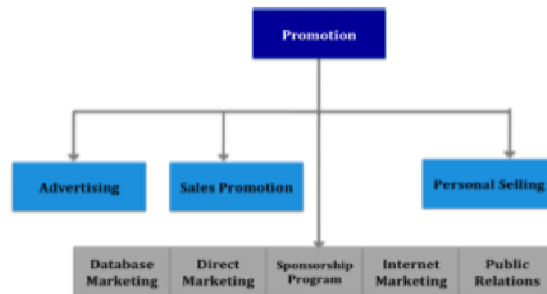 Promotion
Advertising
Sales Promotion
Personal Selling
Database
Marketing
Direct
Marketing
Sponsorship
Program
Internet
Marketing
Public
Relations